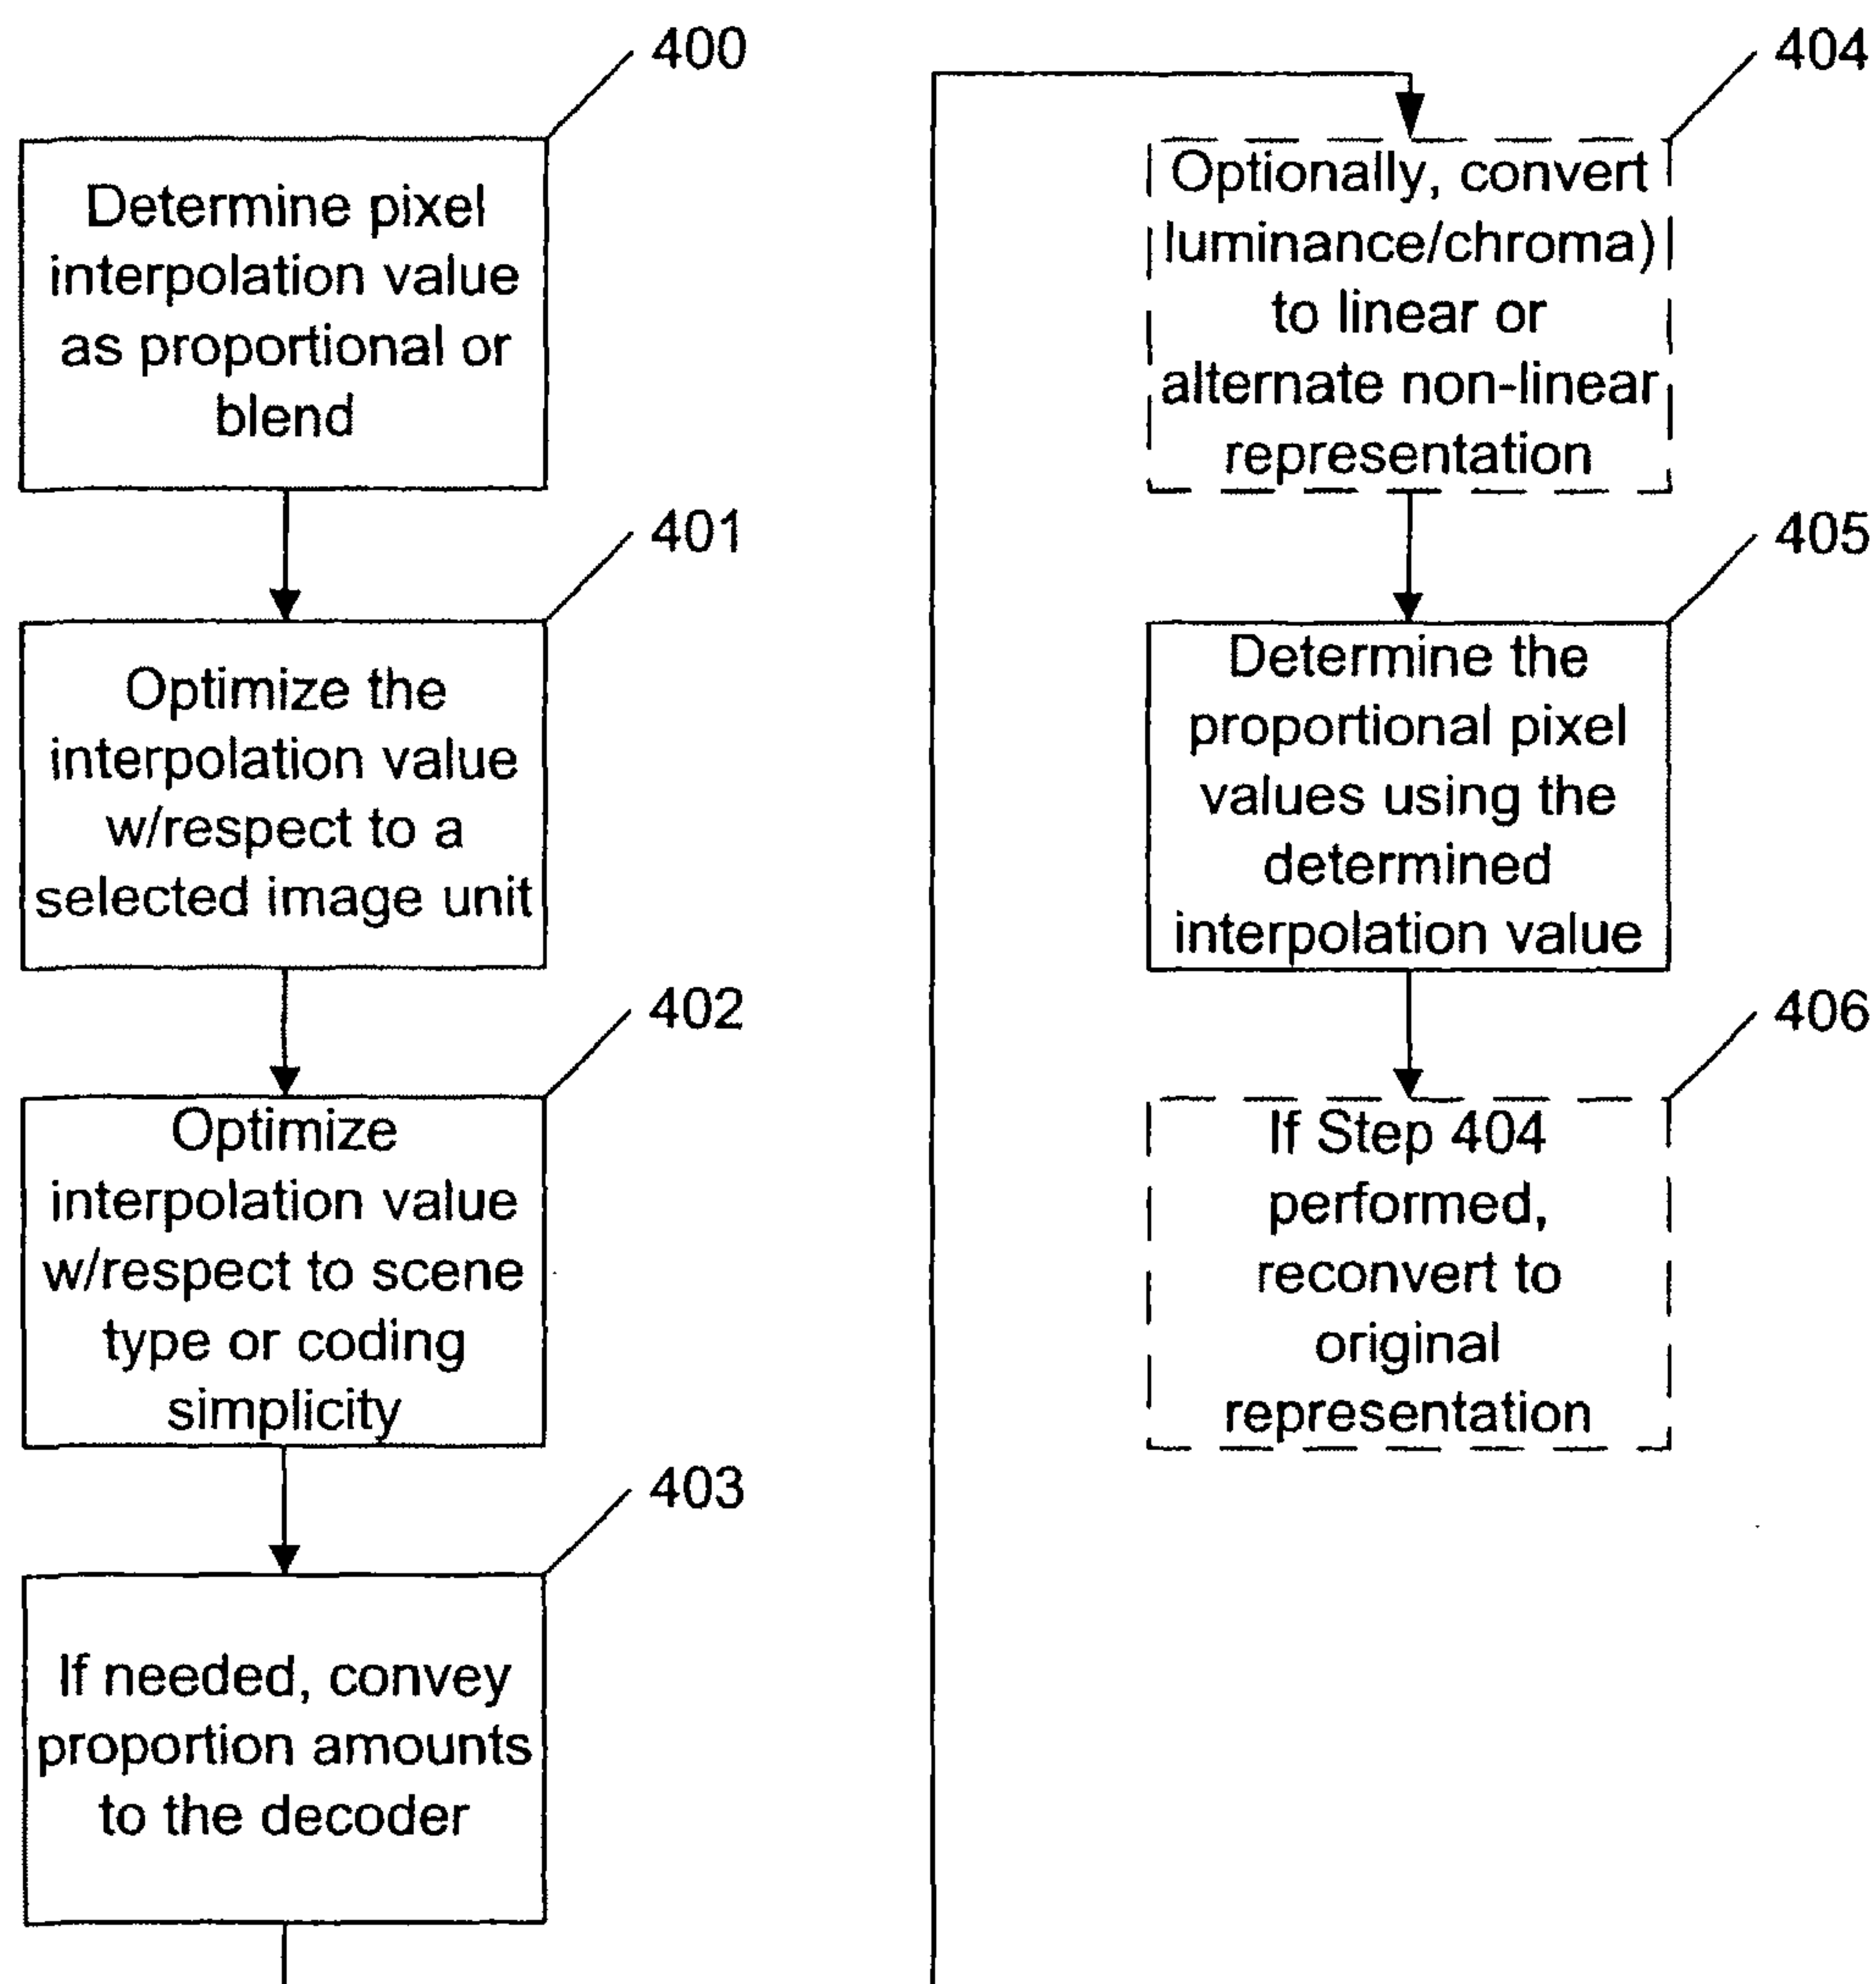 400
Determine pixel
interpolation value
as proportional or
blend
401
Optimize the
interpolation value
w/respect to a
selected image unit
402
Optimize
interpolation value
w/respect to scene
type or coding
simplicity
403
If needed, convey
proportion amounts
to the decoder
404
Optionally, convert
luminance/chroma)
to linear or
alternate non-linear
representation
405
Determine the
proportional pixel
values using the
determined
interpolation value
406
If Step 404
performed,
reconvert to
original
representation